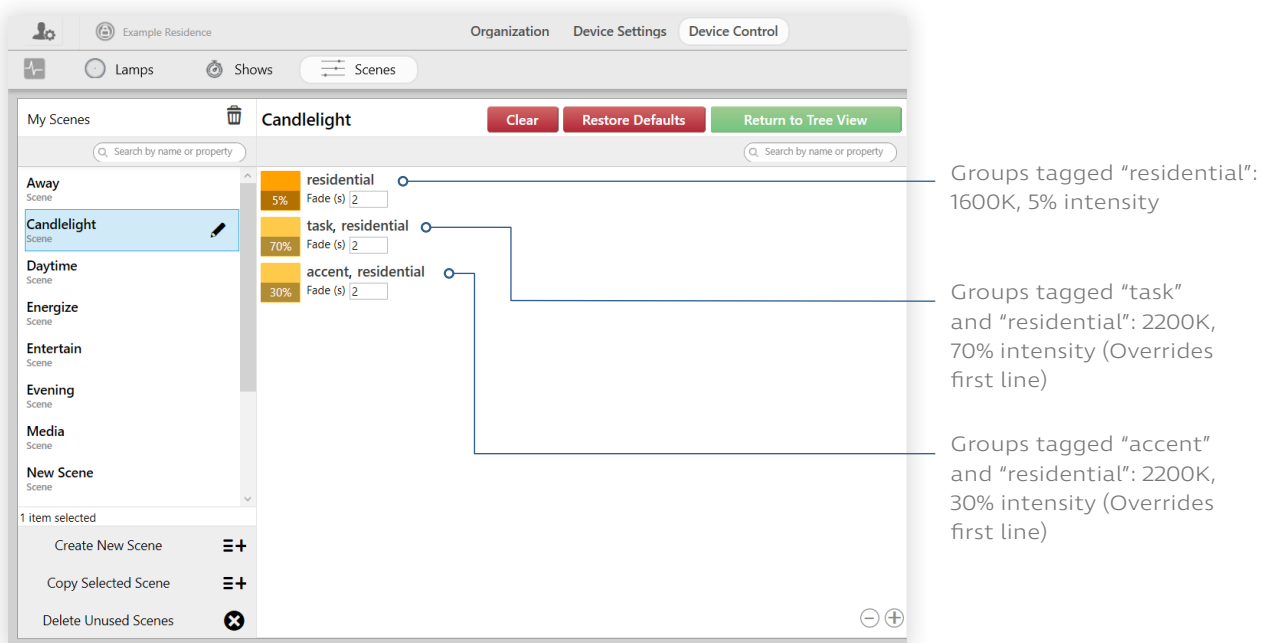 Example Residence
Organization
Device Settings
Device Control
Lamps
Shows
Scenes
My Scenes
Search by name or property
Away
Scene
Candlelight
Scene
Daytime
Scene
Energize
Scene
Entertain
Scene
Evening
Scene
Media
Scene
New Scene
Scene
1 item selected
Create New Scene
Copy Selected Scene
Delete Unused Scenes
Candlelight
Clear
Restore Defaults
Return to Tree View
Search by name or property
residential
5%
Fade (s) 2
task, residential
70%
Fade (s) 2
accent, residential
30%
Fade (s) 2
Groups tagged “residential”:
1600K, 5% intensity
Groups tagged “task”
and “residential”: 2200K,
70% intensity (Overrides
first line)
Groups tagged “accent”
and “residential”: 2200K,
30% intensity (Overrides
first line)